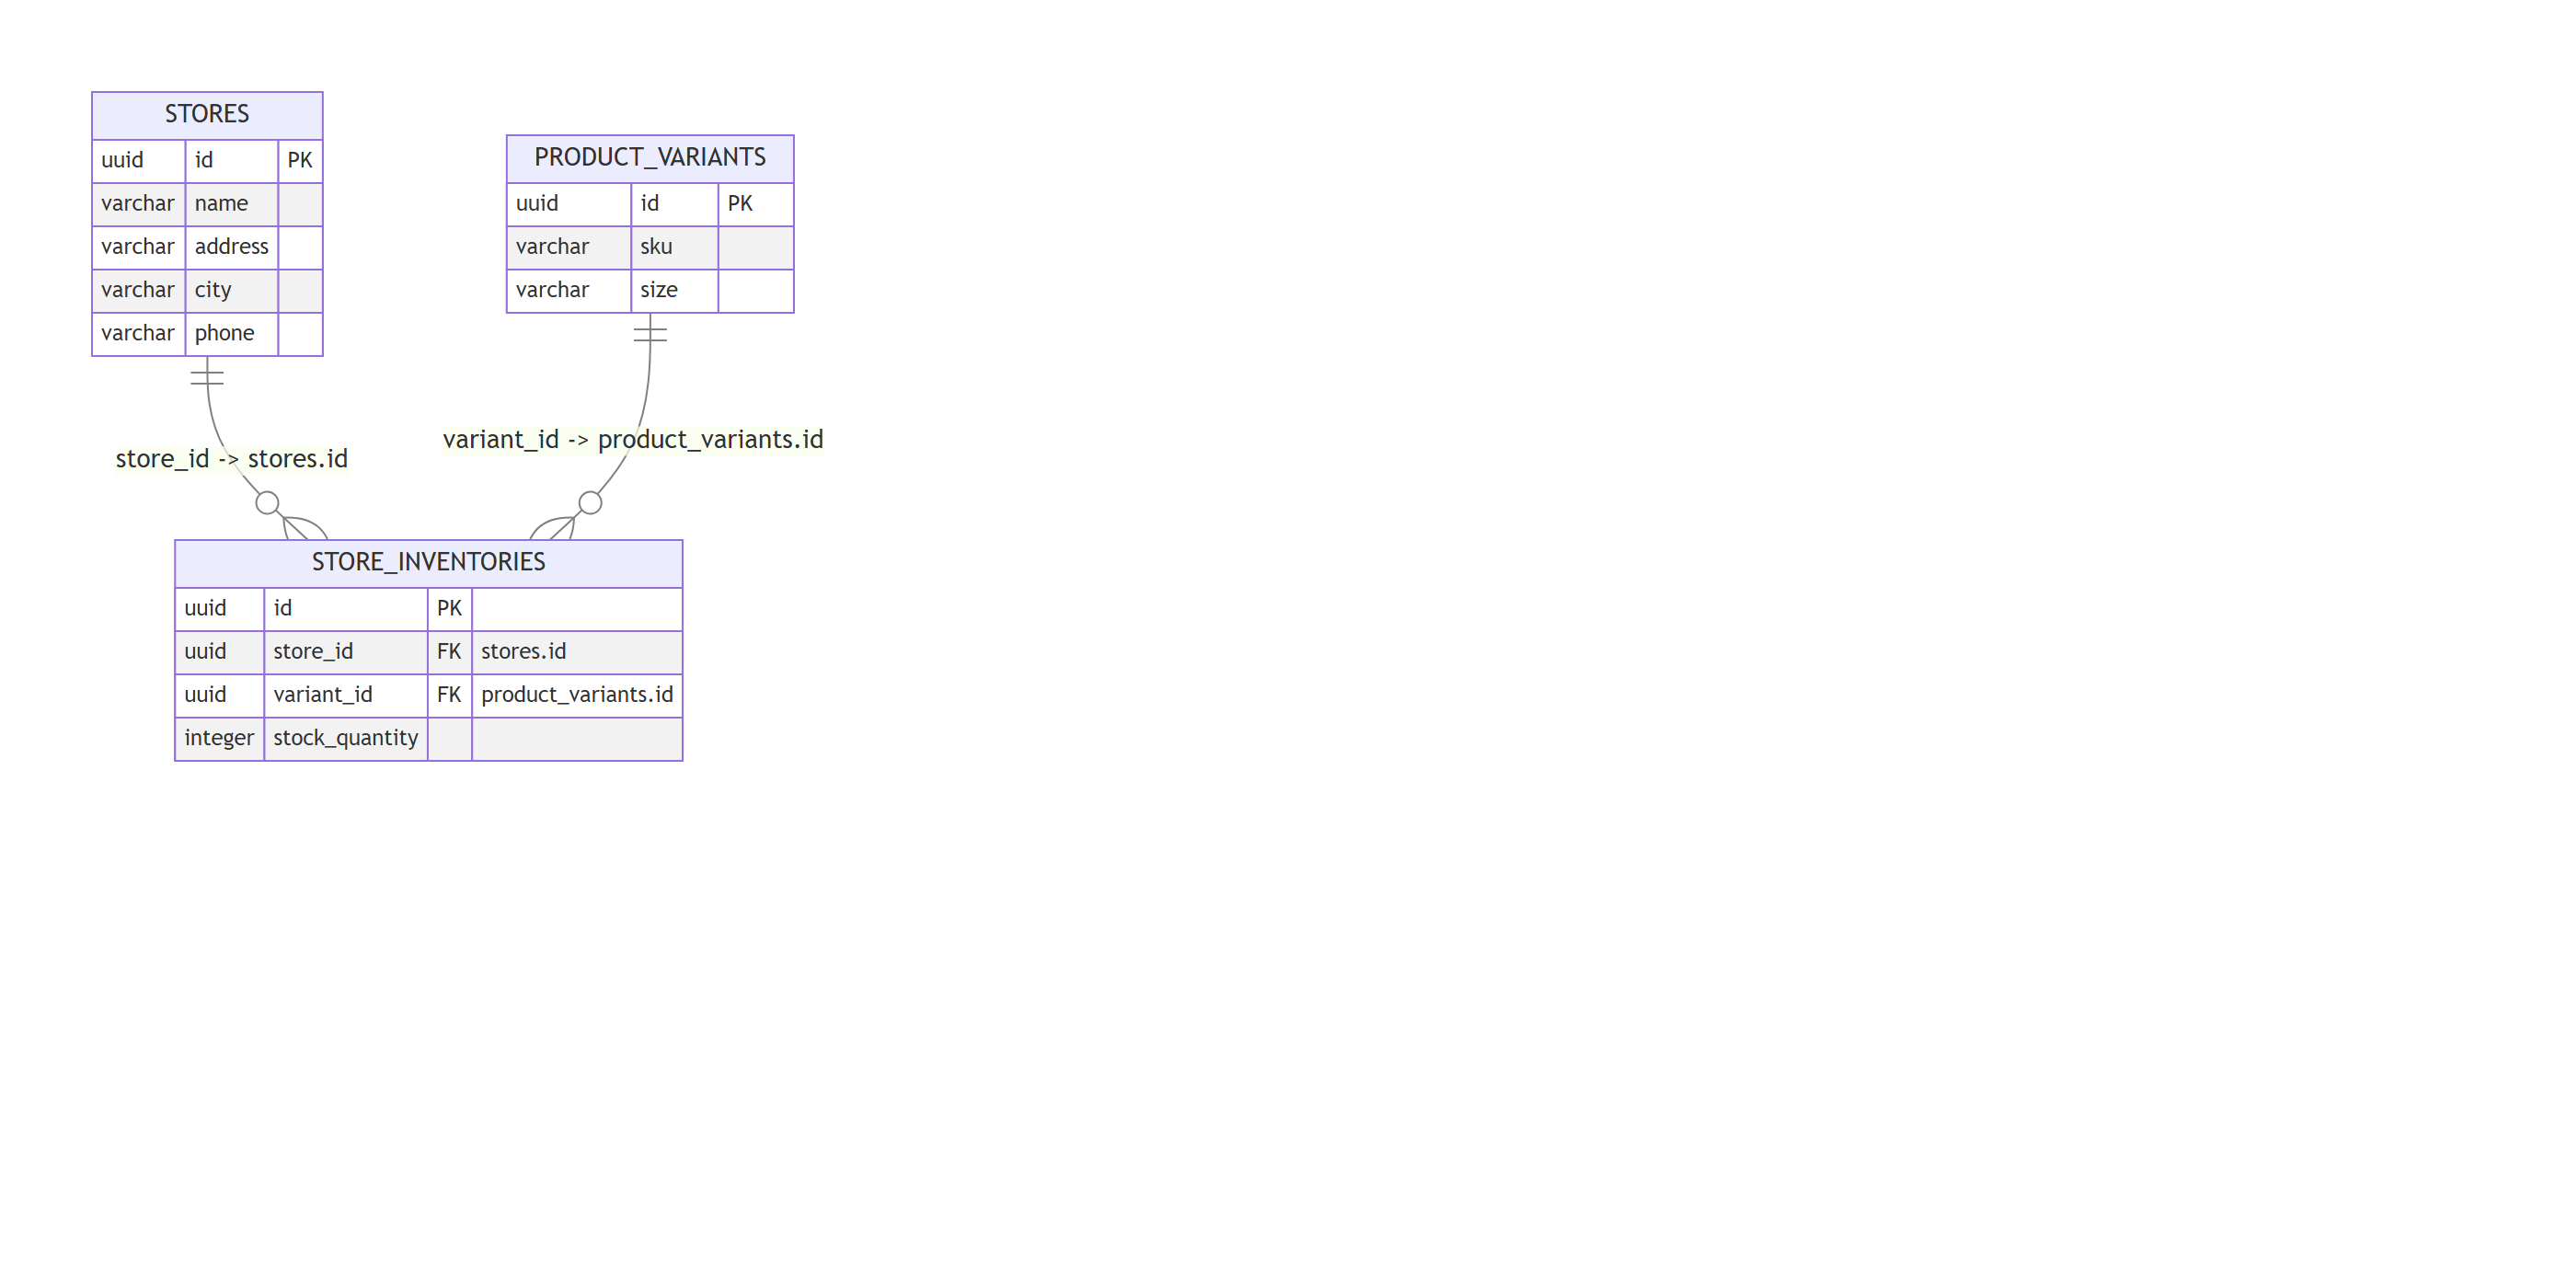 STORES
uuid id PK
varchar name
varchar address
varchar city
varchar phone
PRODUCT_VARIANTS
uuid id PK
varchar sku
varchar size
store_id -> stores.id
variant_id -> product_variants.id
STORE_INVENTORIES
uuid id PK
uuid store_id FK stores.id
uuid variant_id FK product_variants.id
integer stock_quantity